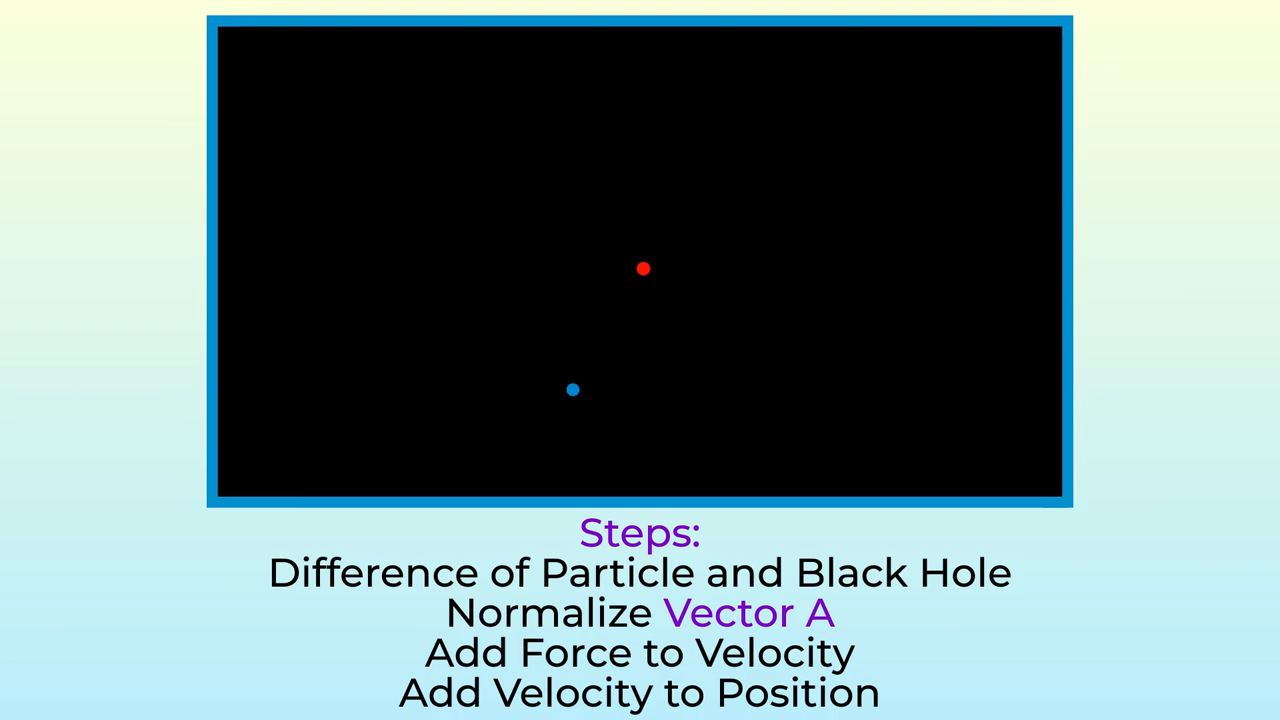 Steps:
Difference of Particle and Black Hole
Normalize Vector A
Add Force to Velocity
Add Velocity to Position